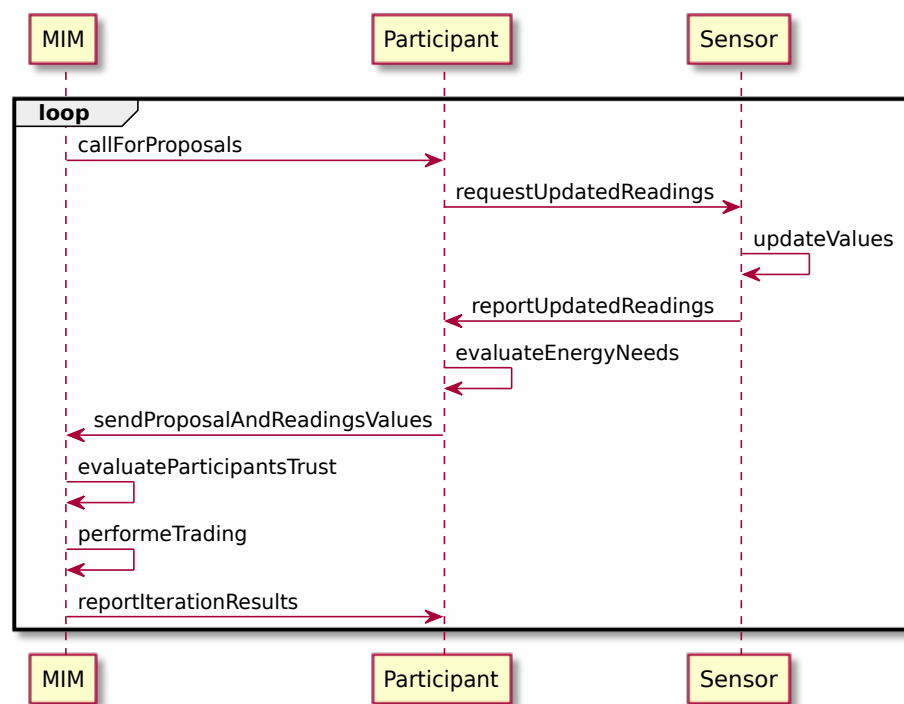 MIM
Participant
Sensor
loop
callForProposals
requestUpdatedReadings
updateValues
reportUpdatedReadings
evaluateEnergyNeeds
sendProposalAndReadingsValues
evaluateParticipantsTrust
performeTrading
reportIterationResults
MIM
Participant
Sensor